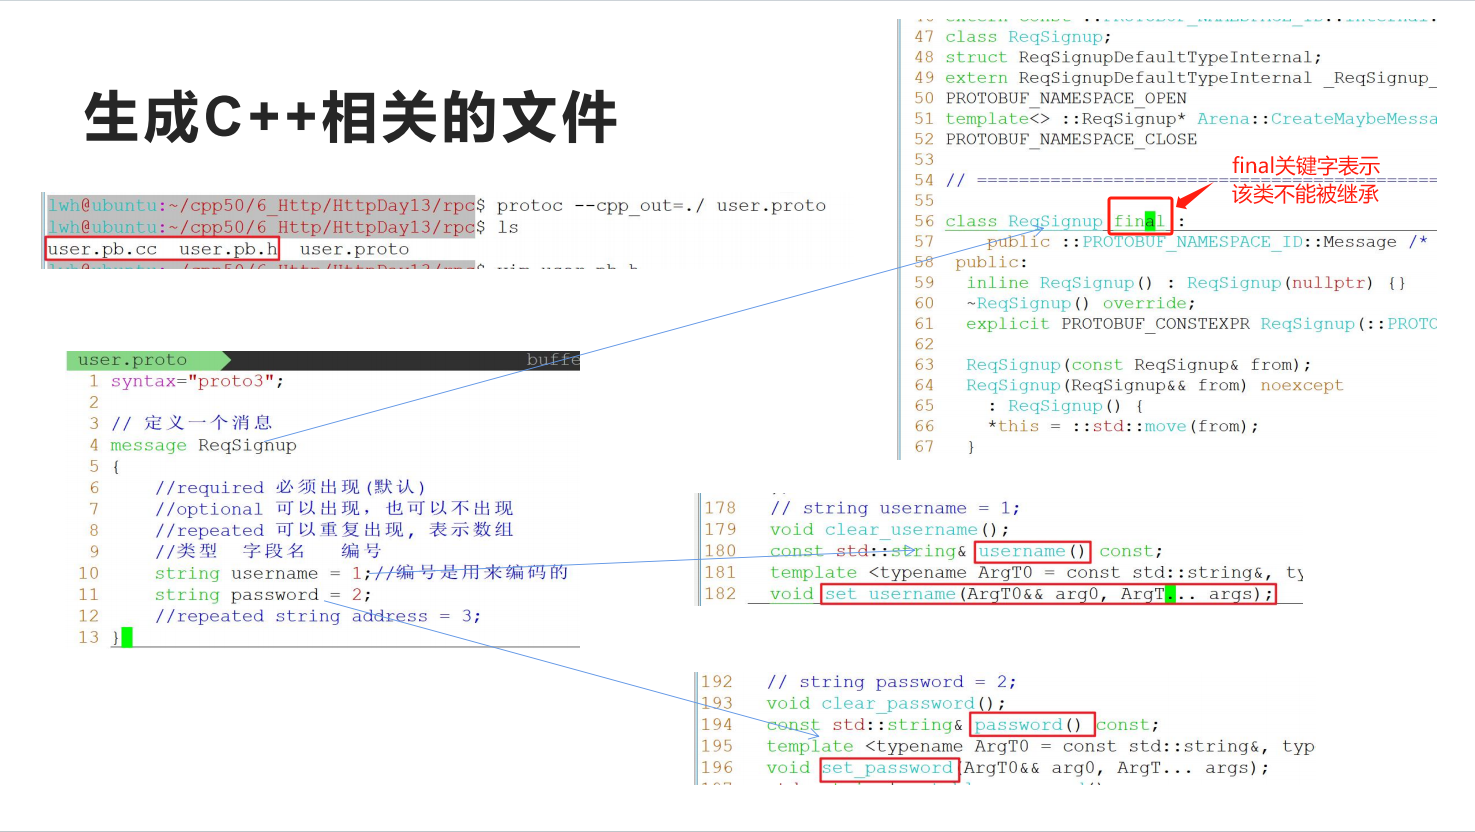 生成C++相关的文件
lwh@ubuntu:~/cpp50/6_Http/HttpDay13/rpc$ protoc --cpp_out=./ user.proto
lwh@ubuntu:~/cpp50/6_Http/HttpDay13/rpc$ ls
user.pb.cc  user.pb.h  user.proto
user.proto buffe
1 syntax="proto3";
2
3 // 定义一个消息
4 message ReqSignup
5 {
6     //required 必须出现(默认)
7     //optional 可以出现，也可以不出现
8     //repeated 可以重复出现，表示数组
9     //类型  字段名   编号
10     string username = 1;//编号是用来编码的
11     string password = 2;
12     //repeated string address = 3;
13 }
47 class ReqSignup;
48 struct ReqSignupDefaultTypeInternal;
49 extern ReqSignupDefaultTypeInternal _ReqSignup_
50 PROTOBUF_NAMESPACE_OPEN
51 template<> ::ReqSignup* Arena::CreateMaybeMessa
52 PROTOBUF_NAMESPACE_CLOSE
53
54 // ===========================================
final关键字表示
该类不能被继承
55
56 class ReqSignup final :
57     public ::PROTOBUF_NAMESPACE_ID::Message /*
58  public:
59   inline ReqSignup() : ReqSignup(nullptr) {}
60   ~ReqSignup() override;
61   explicit PROTOBUF_CONSTEXPR ReqSignup(::PROTO
62
63   ReqSignup(const ReqSignup& from);
64   ReqSignup(ReqSignup&& from) noexcept
65     : ReqSignup() {
66     *this = ::std::move(from);
67   }
178   // string username = 1;
179   void clear_username();
180   const std::string& username() const;
181   template <typename ArgT0 = const std::string&, ty
182   void set_username(ArgT0&& arg0, ArgT... args);
192   // string password = 2;
193   void clear_password();
194   const std::string& password() const;
195   template <typename ArgT0 = const std::string&, typ
196   void set_password(ArgT0&& arg0, ArgT... args);